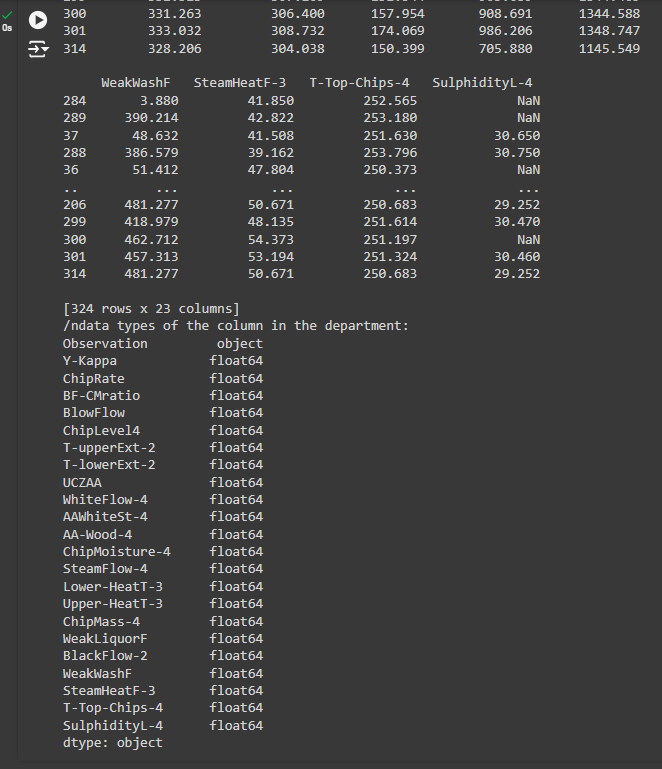 0s
300 331.263 306.400 157.954 908.691 1344.588
301 333.032 308.732 174.069 986.206 1348.747
314 328.206 304.038 150.399 705.880 1145.549
WeakWashF SteamHeatF-3 T-Top-Chips-4 SulphidityL-4
284 3.880 41.850 252.565 NaN
289 390.214 42.822 253.180 NaN
37 48.632 41.508 251.630 30.650
288 386.579 39.162 253.796 30.750
36 51.412 47.804 250.373 NaN
.. ... ... ... ...
206 481.277 50.671 250.683 29.252
299 418.979 48.135 251.614 30.470
300 462.712 54.373 251.197 NaN
301 457.313 53.194 251.324 30.460
314 481.277 50.671 250.683 29.252
[324 rows x 23 columns]
/ndata types of the column in the department:
Observation object
Y-Kappa float64
ChipRate float64
BF-CMratio float64
BlowFlow float64
ChipLevel4 float64
T-upperExt-2 float64
T-lowerExt-2 float64
UCZAA float64
WhiteFlow-4 float64
AAWhiteSt-4 float64
AA-Wood-4 float64
ChipMoisture-4 float64
SteamFlow-4 float64
Lower-HeatT-3 float64
Upper-HeatT-3 float64
ChipMass-4 float64
WeakLiquorF float64
BlackFlow-2 float64
WeakWashF float64
SteamHeatF-3 float64
T-Top-Chips-4 float64
SulphidityL-4 float64
dtype: object